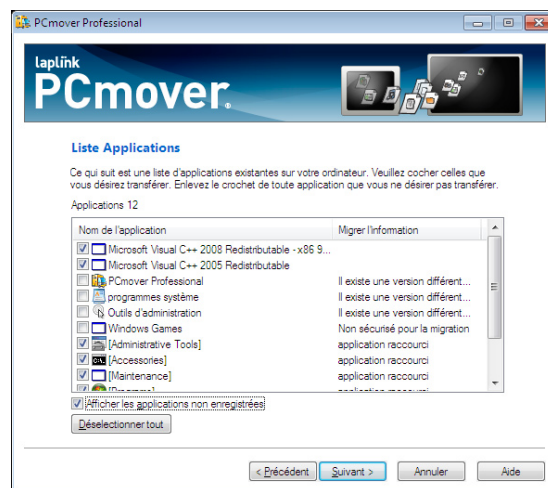 PCmover Professional
laplink
PCmover.
Liste Applications
Ce qui suit est une liste d'applications existantes sur votre ordinateur. Veuillez cocher celles que
vous désirez transférer. Enlevez le crochet de toute application que vous ne désirer pas transférer.
Applications 12
Nom de l'application Migrer l'information
Microsoft Visual C++ 2008 Redistributable - x86 9...
Microsoft Visual C++ 2005 Redistributable
PCmover Professional Il existe une version différent...
programmes système Il existe une version différent...
Outils d'administration Il existe une version différent...
Windows Games Non sécurisé pour la migration
[Administrative Tools] application raccourci
[Accessories] application raccourci
[Maintenance] application raccourci
[Programs] application raccourci
Afficher les applications non enregistrées
Déselectionner tout
< Précédent Suivant > Annuler Aide